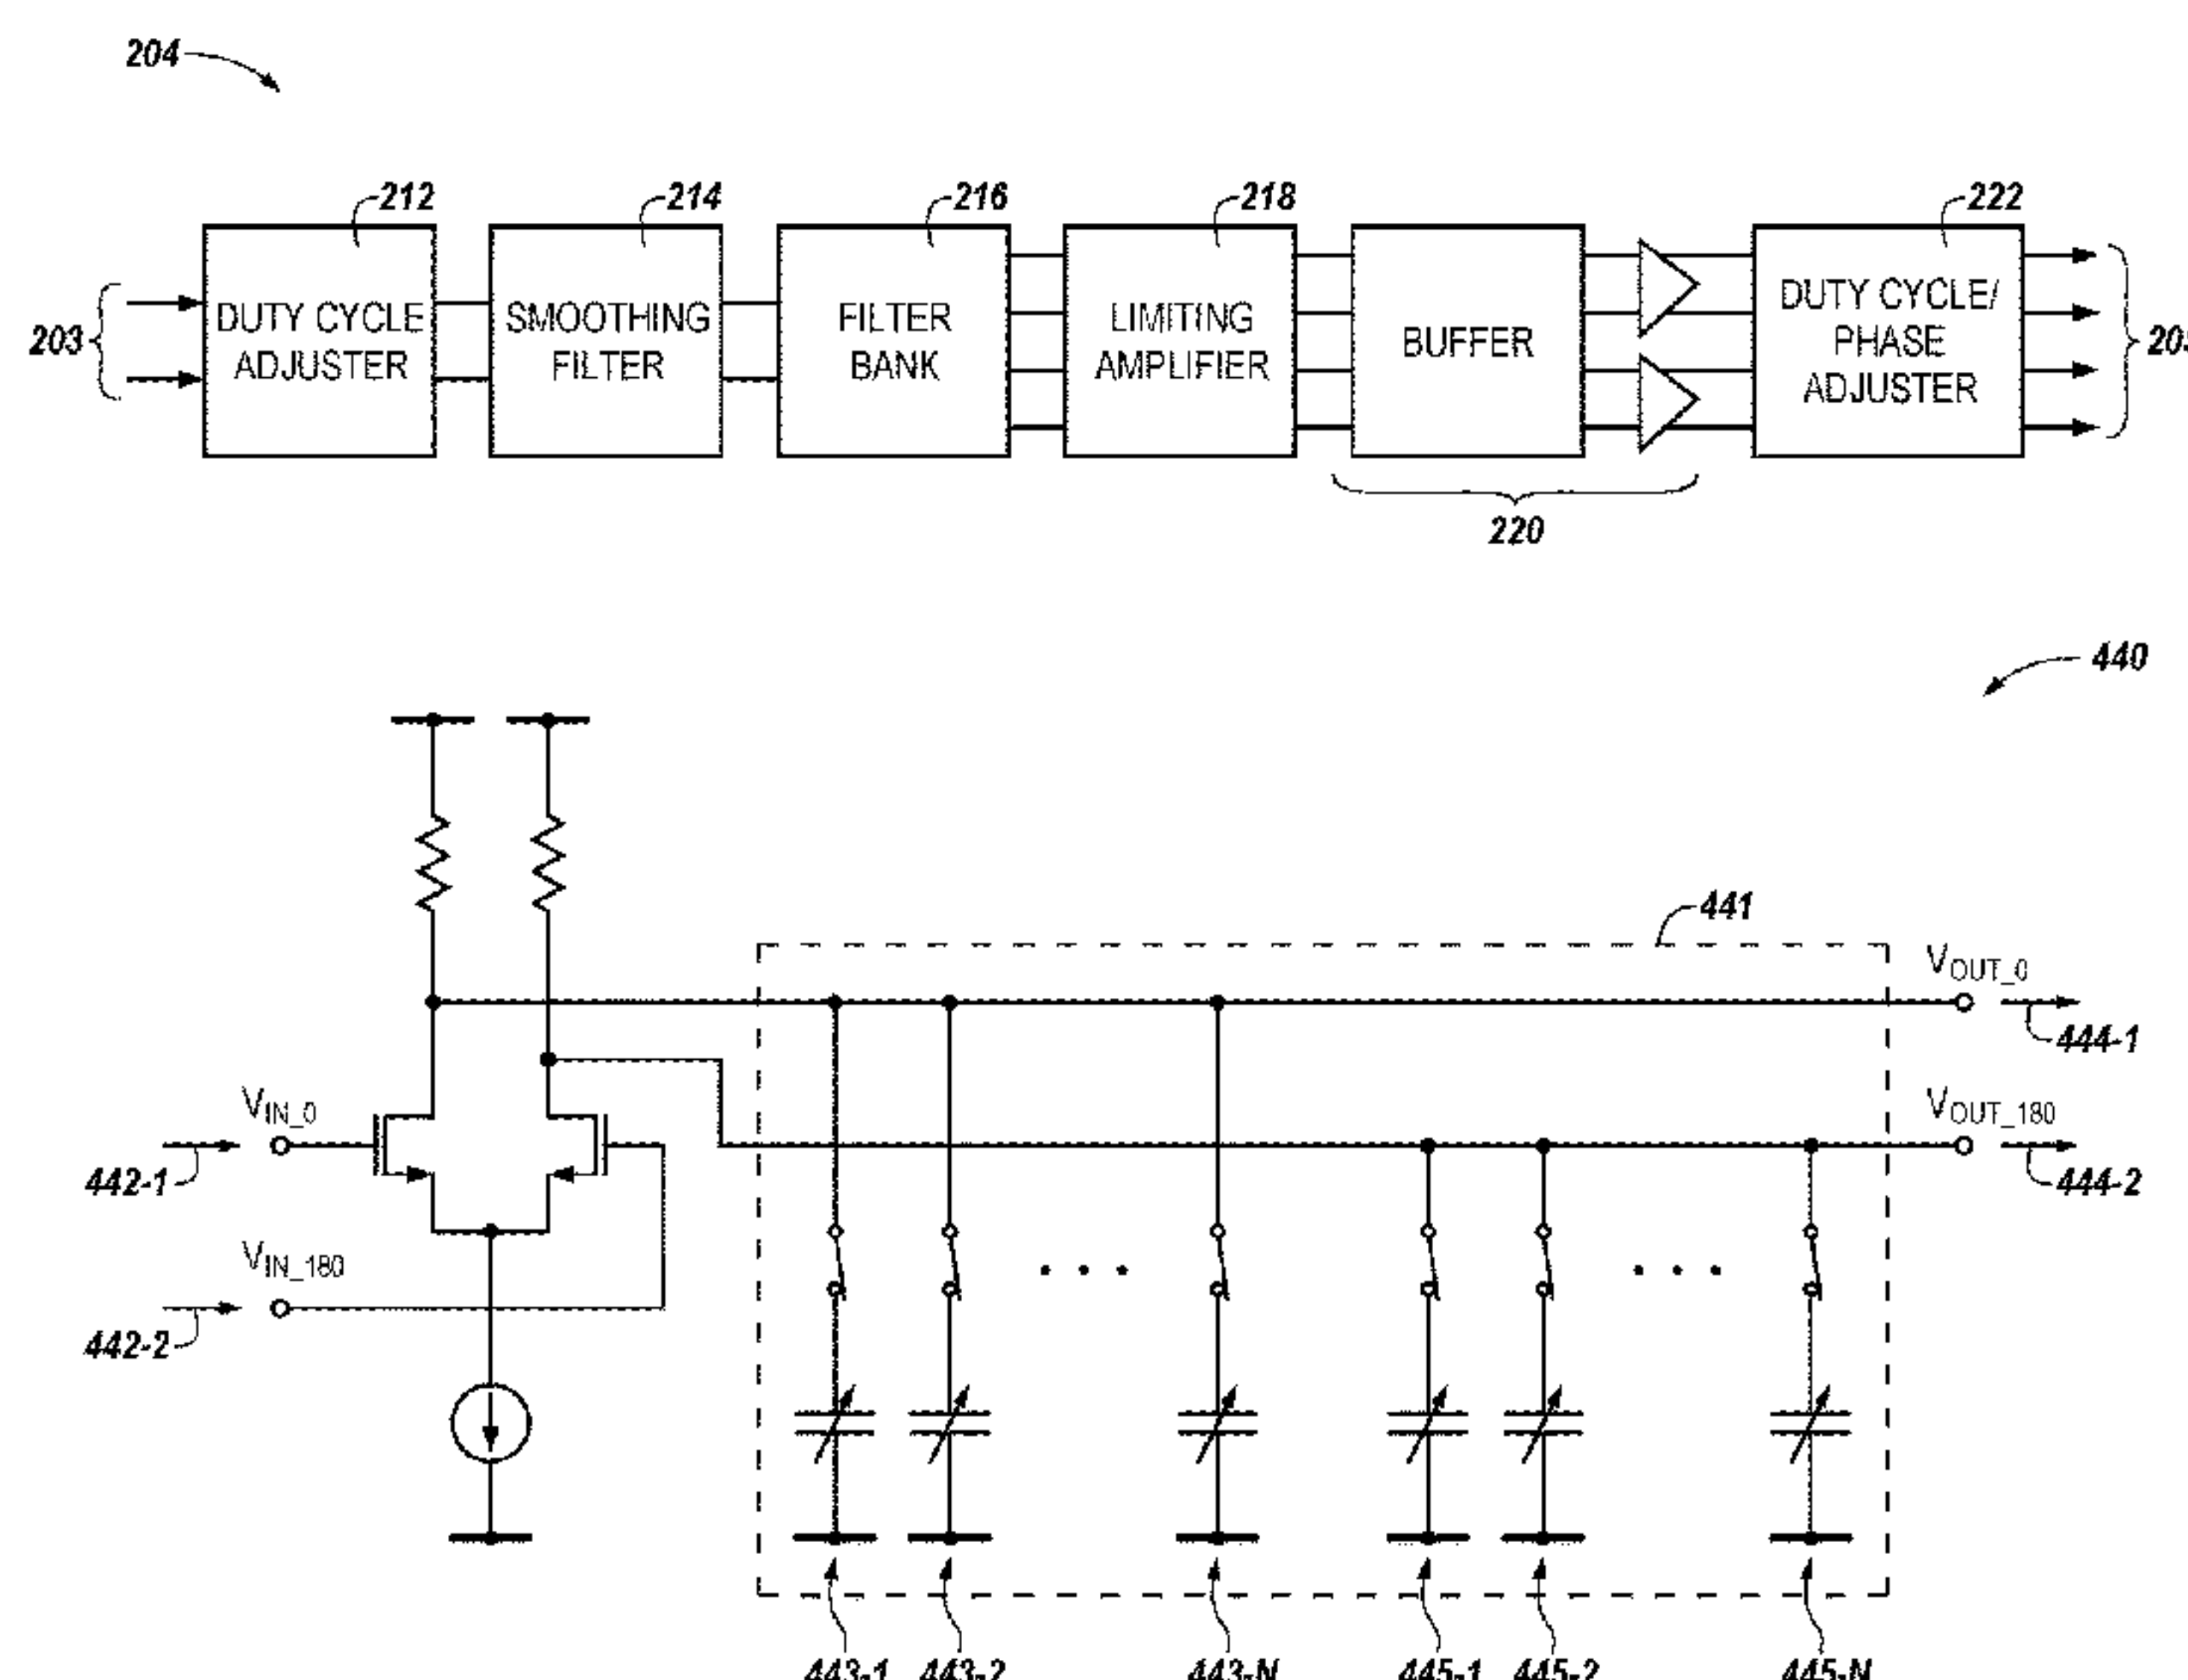 204
212
214
216
218
222
203
DUTY CYCLE
ADJUSTER
SMOOTHING
FILTER
FILTER
BANK
LIMITING
AMPLIFIER
BUFFER
DUTY CYCLE/
PHASE
ADJUSTER
220
440
441
VOUT_0
444-1
VIN_0
442-1
VOUT_180
444-2
VIN_180
442-2
443-1
443-2
443-N
445-1
445-2
445-N